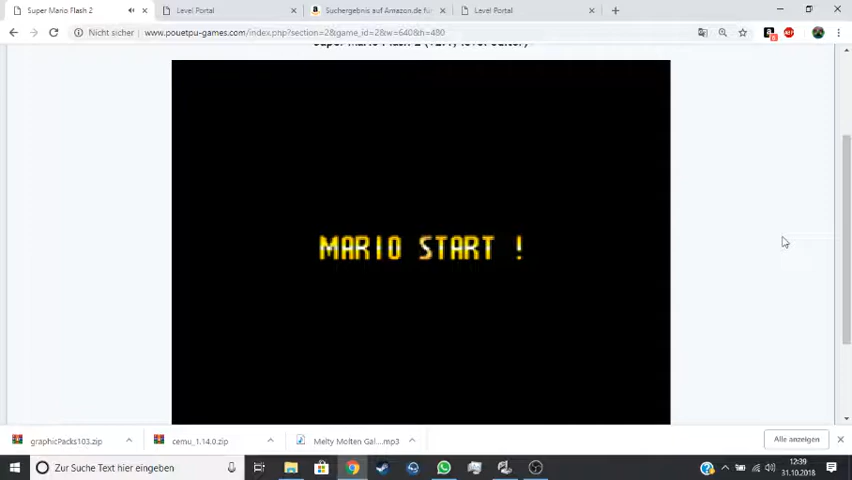 Super Mario Flash 2
Level Portal
Suchergebnis auf Amazon.de für
Level Portal
Nicht sicher
www.pouetpu-games.com/index.php?section=2&game_id=2&w=640&h=480
MARIO START !
graphicPacks103.zip
cemu_1.14.0.zip
Melty Molten Gal....mp3
Alle anzeigen
Zur Suche Text hier eingeben
12:39
31.10.2018